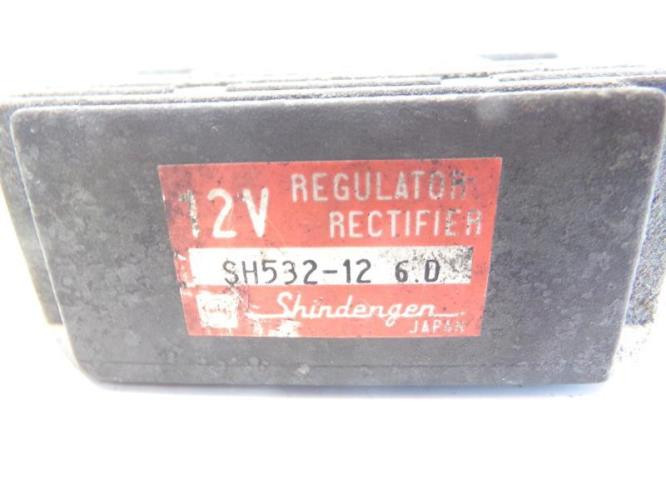 12V REGULATOR
RECTIFIER
SH532-12 6.D
Shindengen
JAPAN